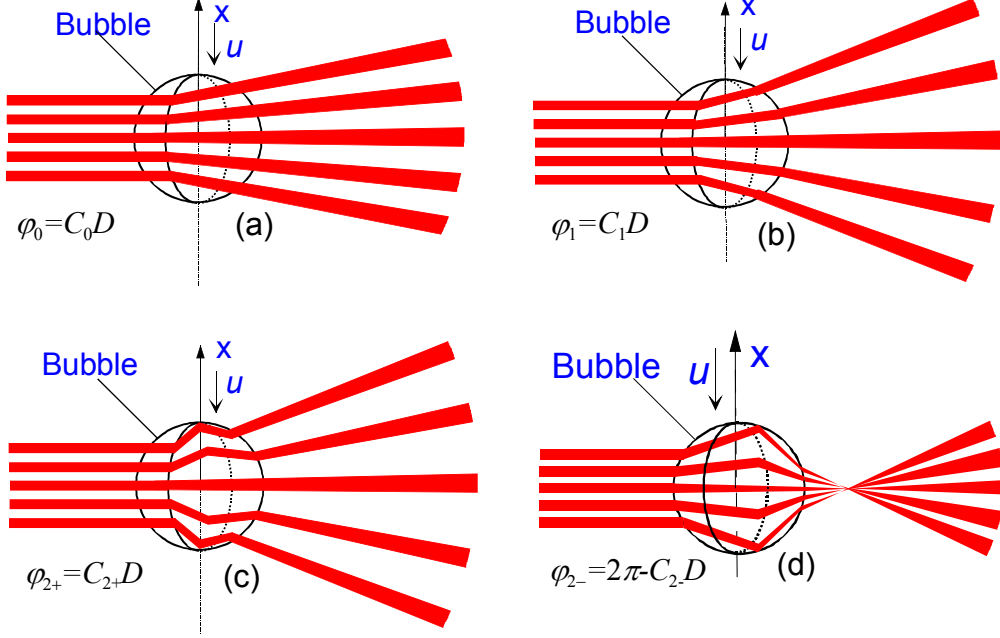 Bubble
x
u
φ₀=C₀D
(a)
Bubble
x
u
φ₁=C₁D
(b)
Bubble
x
u
φ₂₊=C₂₊D
(c)
Bubble
u
x
φ₂₋=2π-C₂₋D
(d)